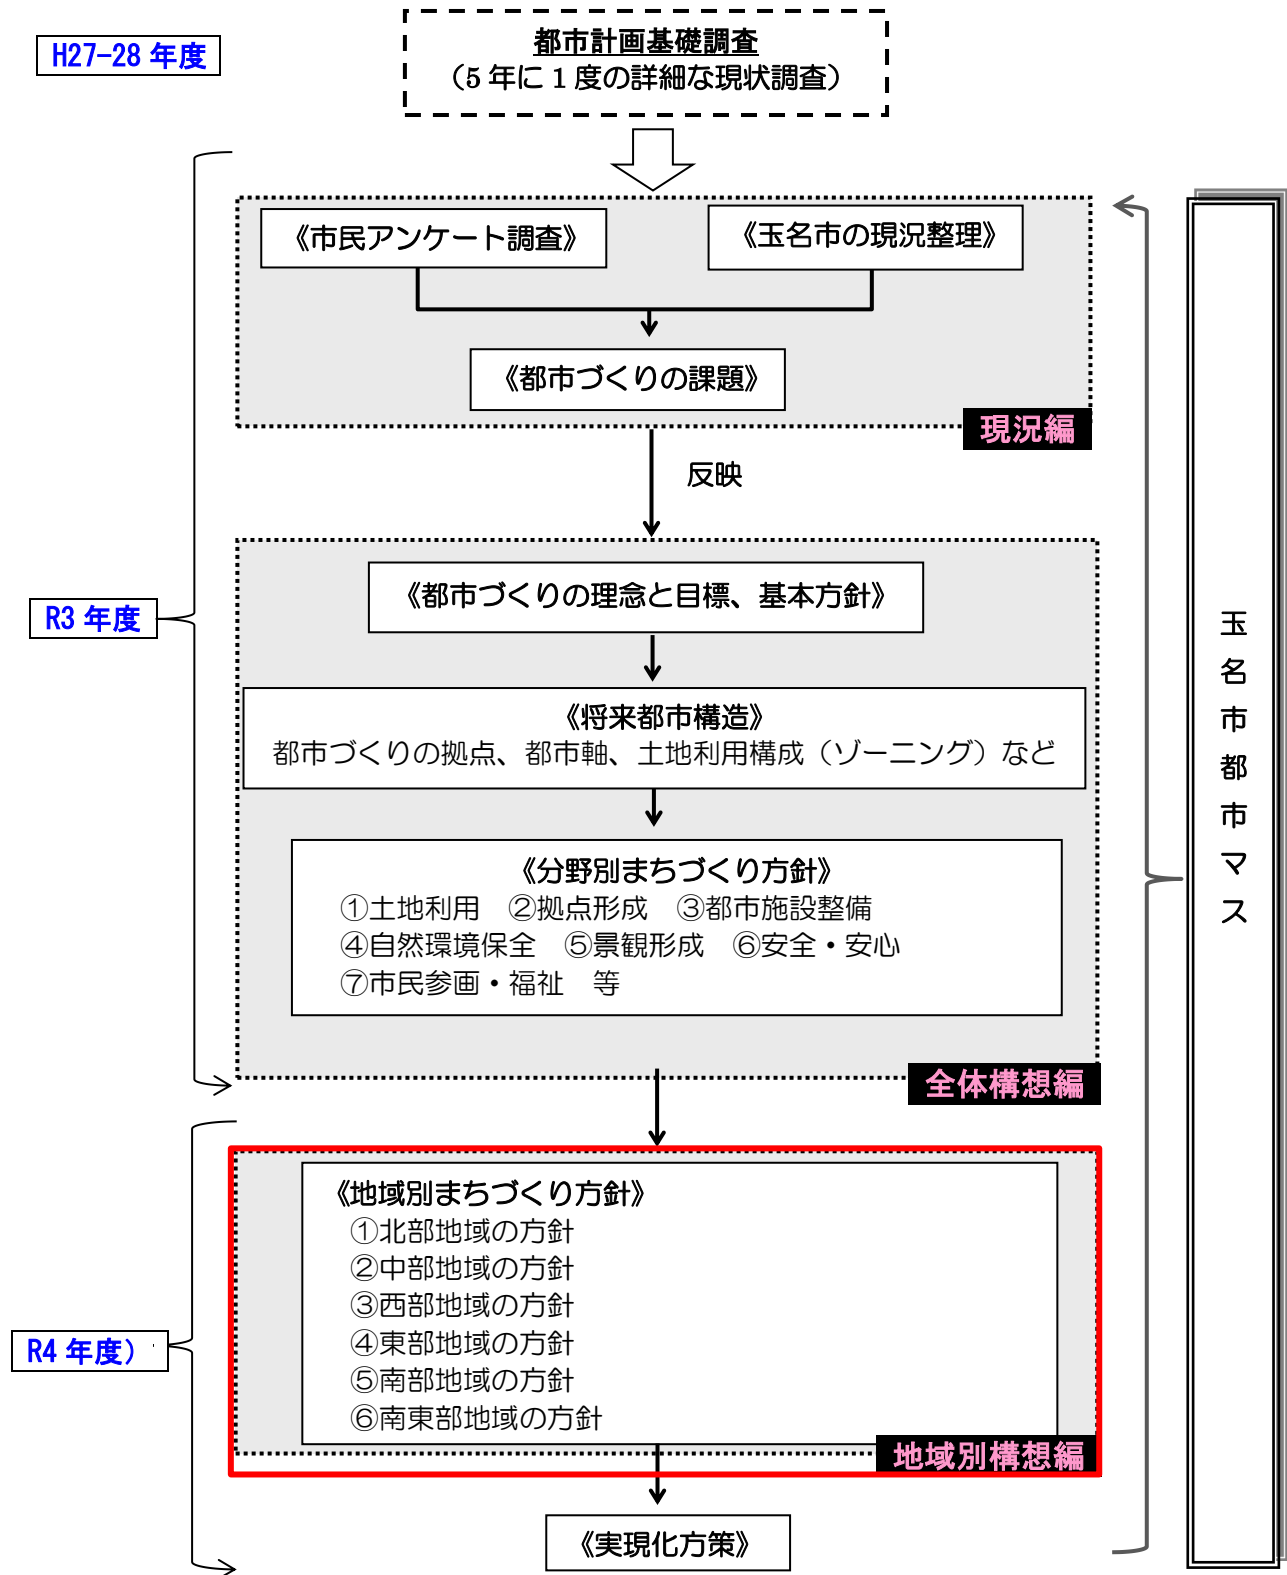 H27-28 年度
都市計画基礎調査
（5 年に 1 度の詳細な現状調査）
《市民アンケート調査》
《玉名市の現況整理》
《都市づくりの課題》
現況編
反映
R3 年度
《都市づくりの理念と目標、基本方針》
《将来都市構造》
都市づくりの拠点、都市軸、土地利用構成（ゾーニング）など
《分野別まちづくり方針》
①土地利用　②拠点形成　③都市施設整備
④自然環境保全　⑤景観形成　⑥安全・安心
⑦市民参画・福祉　等
全体構想編
R4 年度）
《地域別まちづくり方針》
①北部地域の方針
②中部地域の方針
③西部地域の方針
④東部地域の方針
⑤南部地域の方針
⑥南東部地域の方針
地域別構想編
《実現化方策》
玉名市都市マス